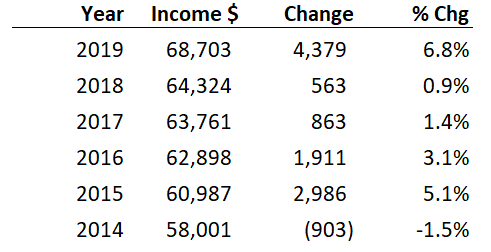 Year Income $ Change % Chg
2019 68,703 4,379 6.8%
2018 64,324 563 0.9%
2017 63,761 863 1.4%
2016 62,898 1,911 3.1%
2015 60,987 2,986 5.1%
2014 58,001 (903) -1.5%